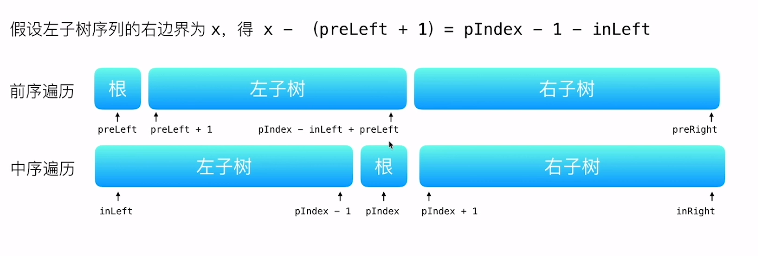 假设左子树序列的右边界为 x，得 x - （preLeft + 1) = pIndex - 1 - inLeft
前序遍历 根 左子树 右子树
preLeft preLeft + 1 pIndex - inLeft + preLeft preRight
中序遍历 左子树 根 右子树
inLeft pIndex - 1 pIndex pIndex + 1 inRight